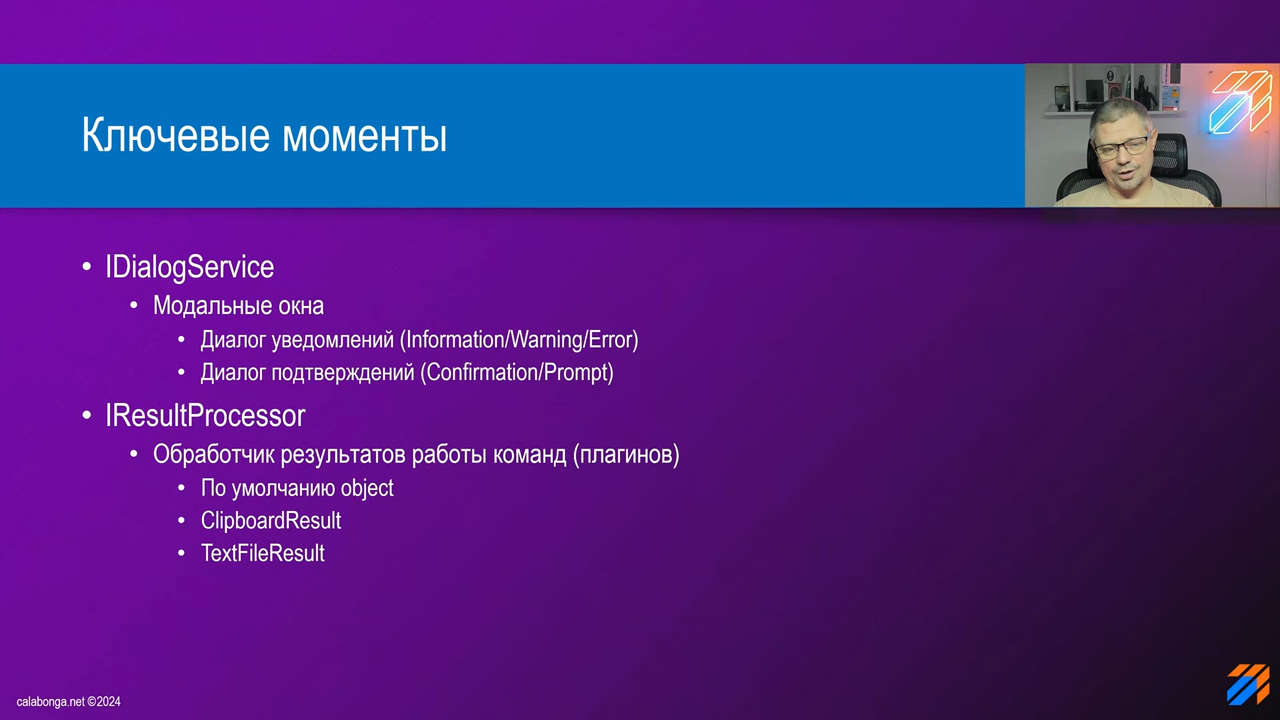 Ключевые моменты
• IDialogService
• Модальные окна
• Диалог уведомлений (Information/Warning/Error)
• Диалог подтверждений (Confirmation/Prompt)
• IResultProcessor
• Обработчик результатов работы команд (плагинов)
• По умолчанию object
• ClipboardResult
• TextFileResult
calabonga.net ©2024